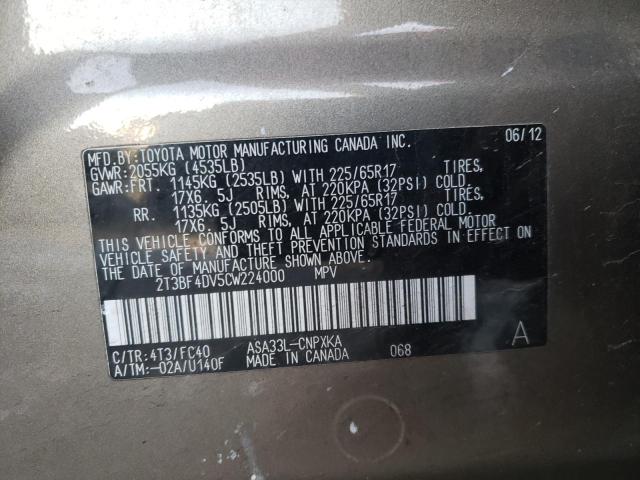 MFD.BY:TOYOTA MOTOR MANUFACTURING CANADA INC. 06/12
GVWR:2055KG (4535LB)
GAWR:FRT. 1145KG (2535LB) WITH 225/65R17 TIRES,
17X6. 5J RIMS, AT 220KPA (32PSI) COLD
RR. 1135KG (2505LB) WITH 225/65R17 TIRES,
17X6. 5J RIMS, AT 220KPA (32PSI) COLD.
THIS VEHICLE CONFORMS TO ALL APPLICABLE FEDERAL MOTOR
VEHICLE SAFETY AND THEFT PREVENTION STANDARDS IN EFFECT ON
THE DATE OF MANUFACTURE SHOWN ABOVE.
2T3BF4DV5CW224000 MPV
C/TR:4T3/FC40 ASA33L-CNPXKA A
A/TM:-02A/U140F MADE IN CANADA 068